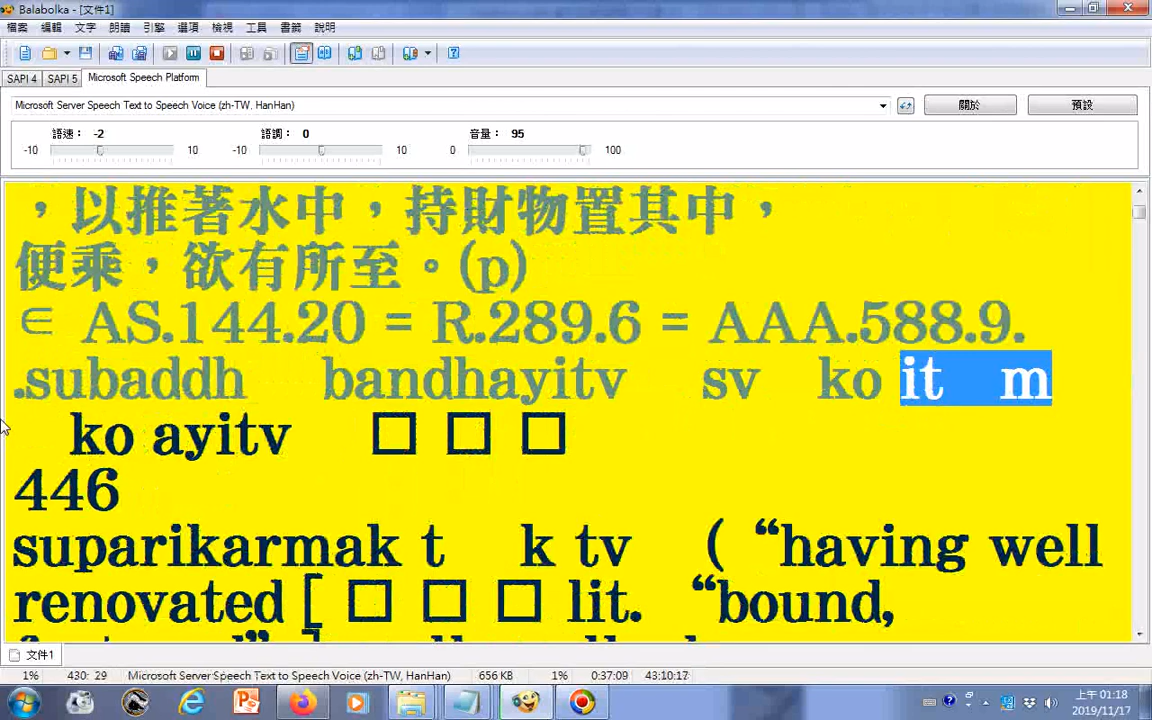 Balabolka - [文件1]
檔案 編輯 文字 朗讀 引擎 選項 檢視 工具 書籤 說明
SAPI 4 SAPI 5 Microsoft Speech Platform
Microsoft Server Speech Text to Speech Voice (zh-TW, HanHan) 關於 預設
語速： -2 語調： 0 音量： 95
-10 10 -10 10 0 100
，以推著水中，持財物置其中，
便乘，欲有所至。(p)
∈ AS.144.20 = R.289.6 = AAA.588.9.
.subaddh bandhayitv sv ko it m
ko ayitv □ □ □
446
suparikarmak t k tv ( “having well
renovated [ □ □ □ lit. “bound,
文件1
1% 430: 29 Microsoft Server Speech Text to Speech Voice (zh-TW, HanHan) 656 KB 1% 0:37:09 43:10:17
上午 01:18
2019/11/17